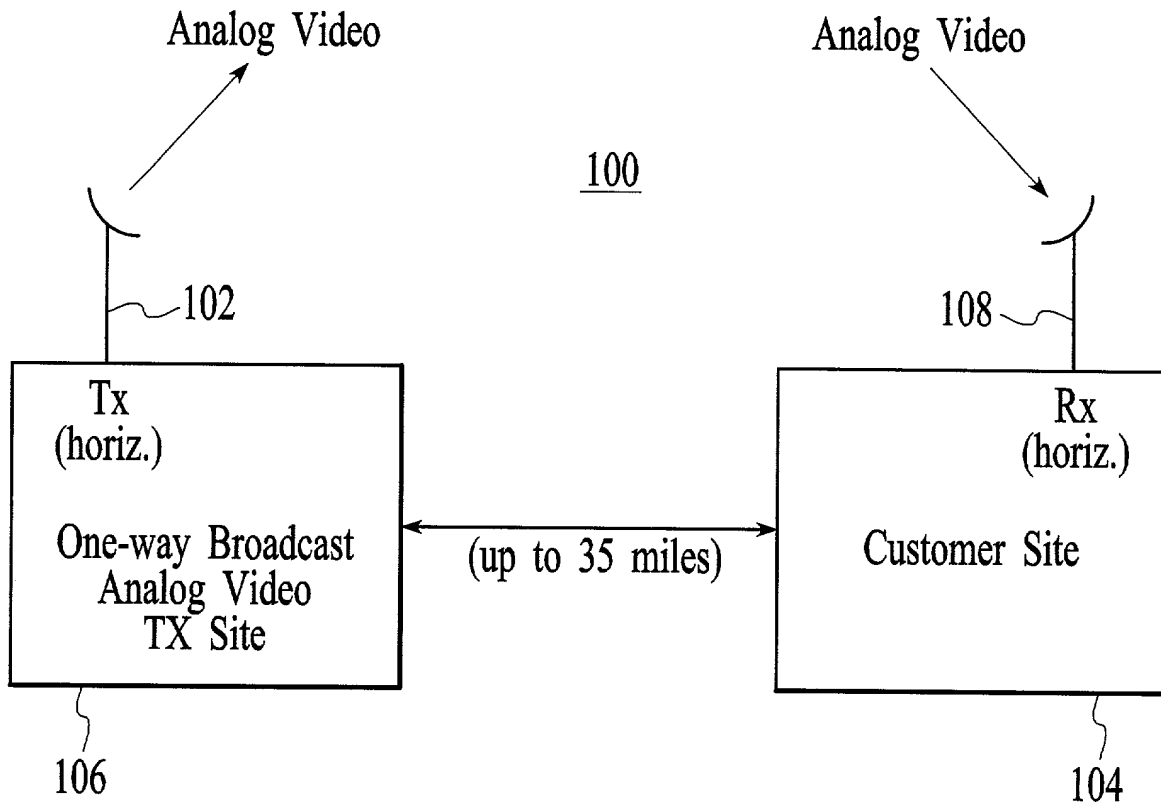 Analog Video
Analog Video
100
102
108
Tx
(horiz.)
One-way Broadcast
Analog Video
TX Site
(up to 35 miles)
Rx
(horiz.)
Customer Site
106
104